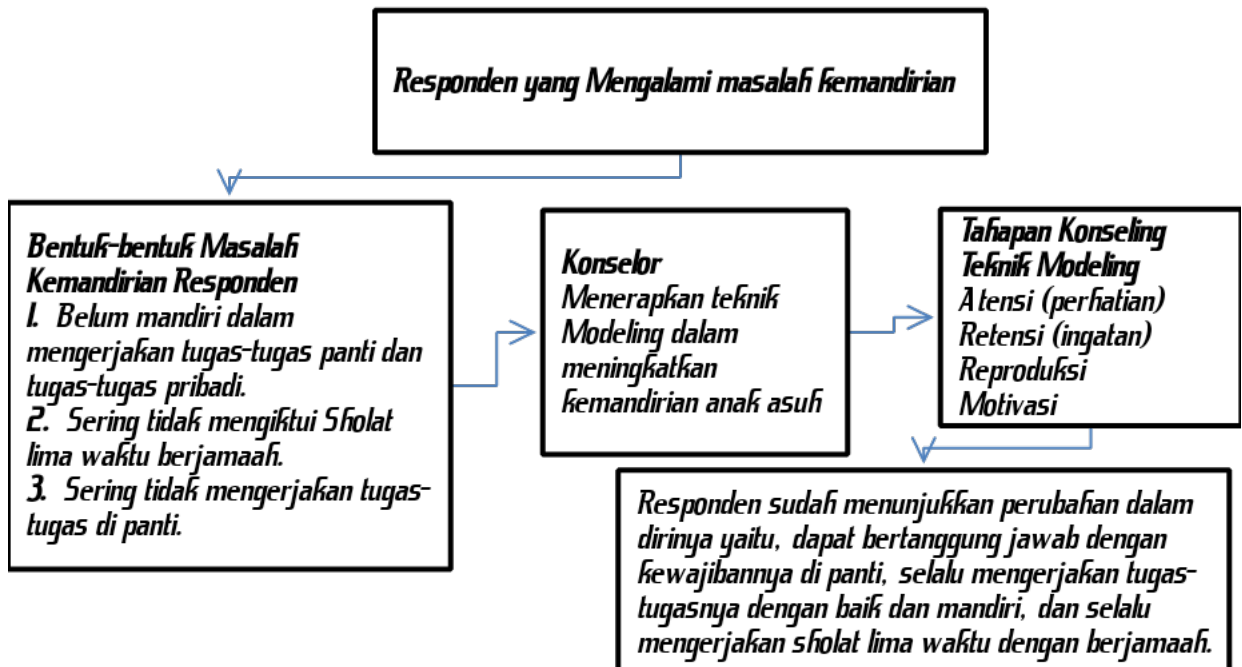 Responden yang Mengalami masalah kemandirian
Bentuk-bentuk Masalah
Kemandirian Responden
1. Belum mandiri dalam
mengerjakan tugas-tugas panti dan
tugas-tugas pribadi.
2. Sering tidak mengiktui Sholat
lima waktu berjamaah.
3. Sering tidak mengerjakan tugas-
tugas di panti.
Konselor
Menerapkan teknik
Modeling dalam
meningkatkan
kemandirian anak asuh
Tahapan Konseling
Teknik Modeling
Atensi (perhatian)
Retensi (ingatan)
Reproduksi
Motivasi
Responden sudah menunjukkan perubahan dalam
dirinya yaitu, dapat bertanggung jawab dengan
kewajibannya di panti, selalu mengerjakan tugas-
tugasnya dengan baik dan mandiri, dan selalu
mengerjakan sholat lima waktu dengan berjamaah.